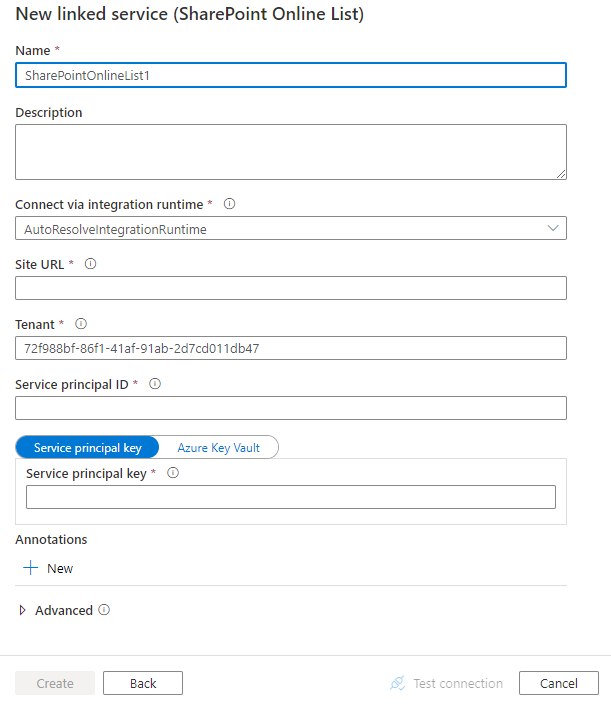 New linked service (SharePoint Online List)
Name *
SharePointOnlineList1
Description
Connect via integration runtime *
AutoResolveIntegrationRuntime
Site URL *
Tenant *
72f988bf-86f1-41af-91ab-2d7cd011db47
Service principal ID *
Service principal key Azure Key Vault
Service principal key *
Annotations
New
Advanced
Create Back Test connection Cancel